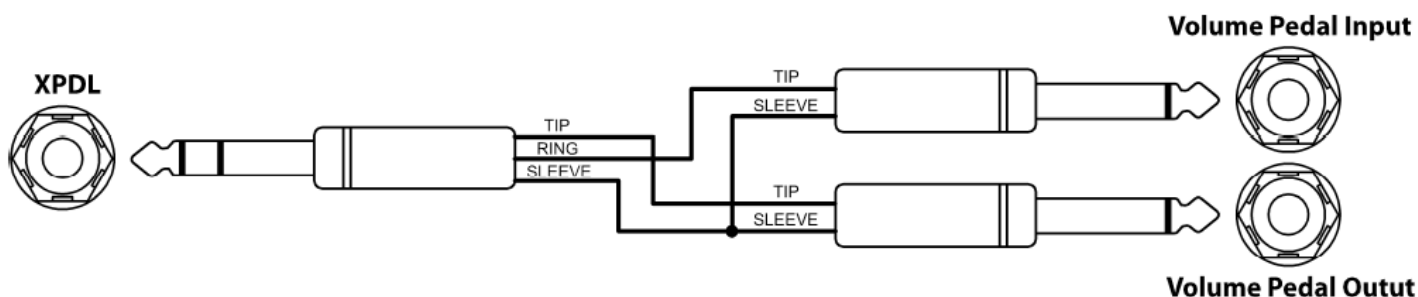 Volume Pedal Input
XPDL
TIP
SLEEVE
TIP
RING
SLEEVE
TIP
SLEEVE
Volume Pedal Outut